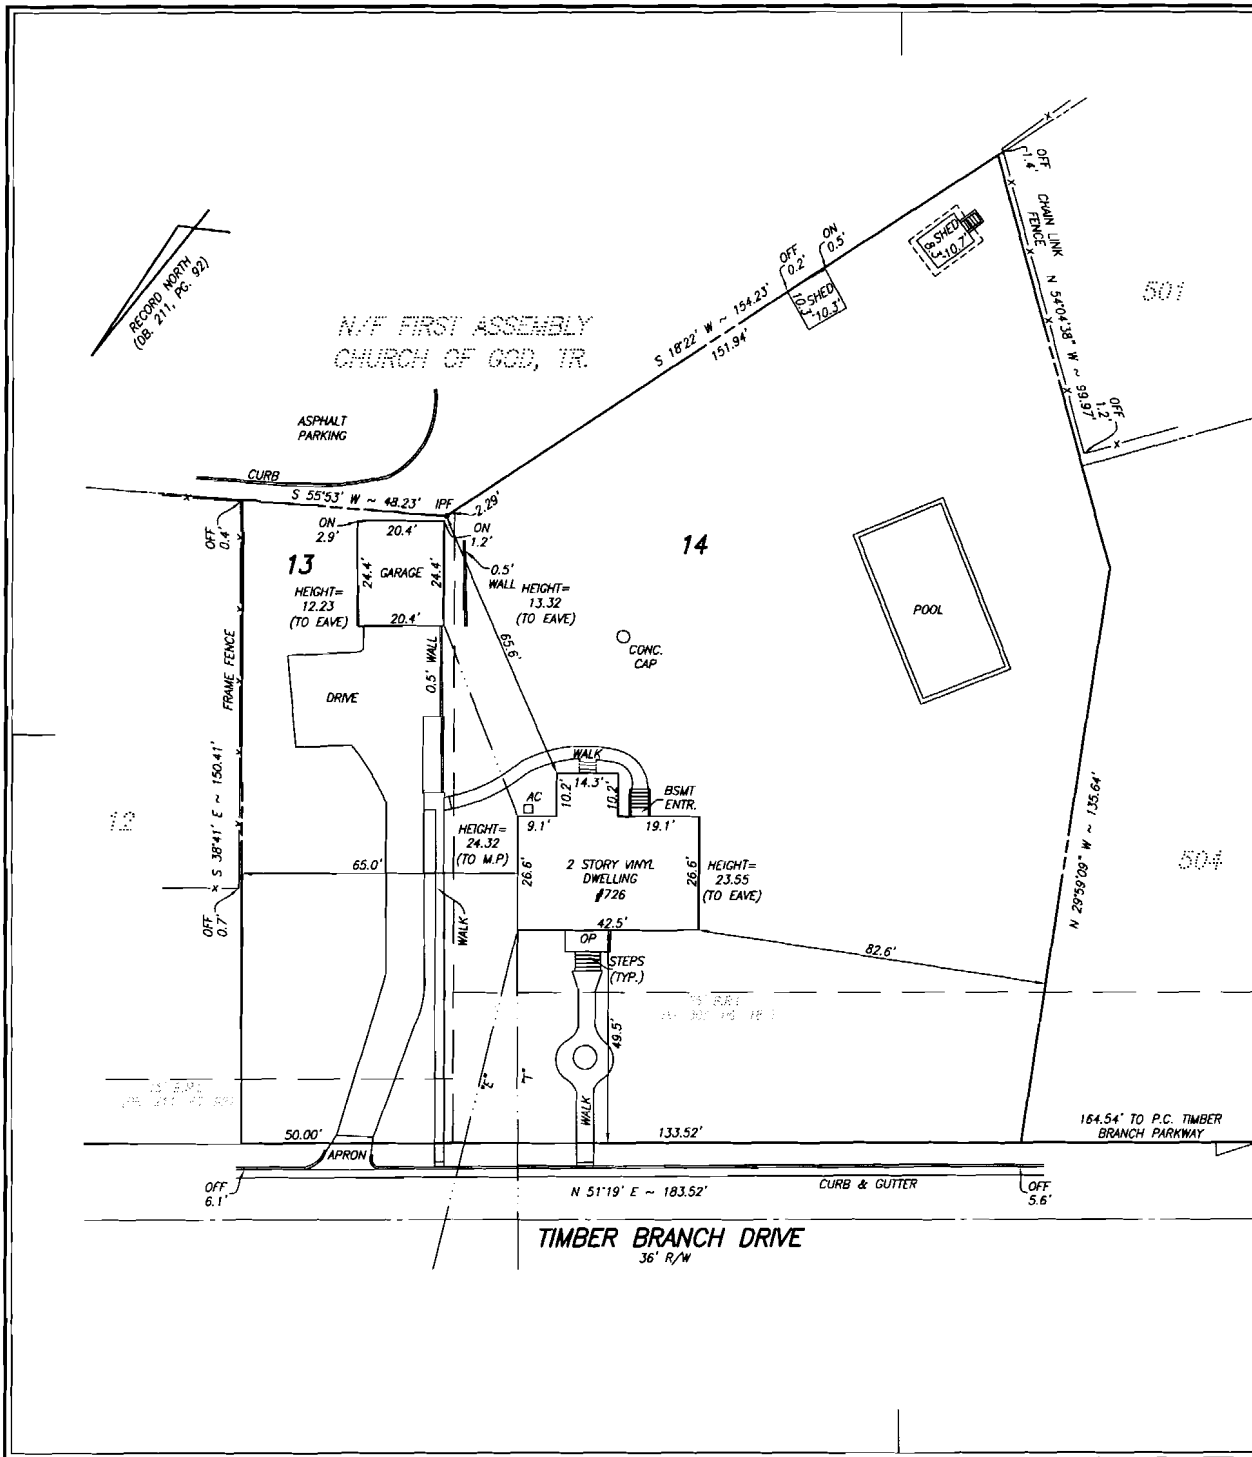 OFF
1.4'
CHAIN LINK
FENCE
N 54°04'38" W ~ 99.97'
SHED
8.3'
10.7'
ON
0.5'
OFF
0.2'
SHED
10.3'
10.3'
501
RECORD NORTH
(DB. 211, PG. 92)
N/F FIRST ASSEMBLY
CHURCH OF GOD, TR.
S 18°22' W ~ 154.23'
151.94'
OFF
1.2'
ASPHALT
PARKING
CURB
S 55°53' W ~ 48.23'
IPF
2.29'
OFF
0.4'
ON
2.9'
20.4'
ON
1.2'
13
14
24.4'
GARAGE
24.4'
0.5'
WALL
HEIGHT=
12.23
(TO EAVE)
HEIGHT=
13.32
(TO EAVE)
20.4'
POOL
65.6'
CONC.
CAP
FRAME FENCE
0.5' WALL
DRIVE
S 38°41' E ~ 150.41'
WALK
14.3'
10.2'
10.2'
BSMT
ENTR.
AC
9.1'
19.1'
N 29°59'09" W ~ 135.64'
12
HEIGHT=
24.32
(TO M.P)
2 STORY VINYL
DWELLING
#726
26.6'
26.6'
HEIGHT=
23.55
(TO EAVE)
504
65.0'
OFF
0.7'
WALK
42.5'
OP
82.6'
STEPS
(TYP.)
49.5'
"E"
"T"
WALK
164.54' TO P.C. TIMBER
BRANCH PARKWAY
50.00'
133.52'
APRON
OFF
6.1'
N 51°19' E ~ 183.52'
CURB & GUTTER
OFF
5.6'
TIMBER BRANCH DRIVE
36' R/W